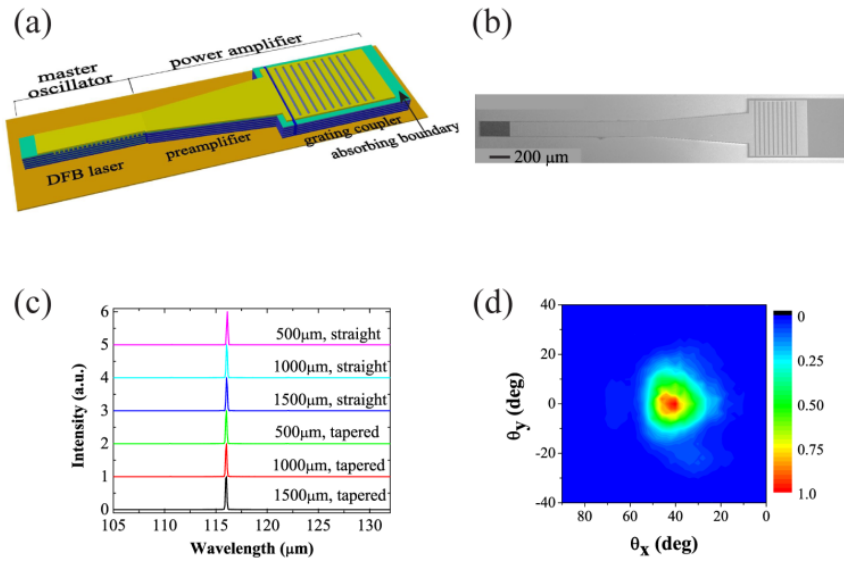 (a)
master
oscillator
power amplifier
DFB laser
preamplifier
grating coupler
absorbing boundary
(b)
200 μm
(c)
6
5
4
3
2
1
0
Intensity (a.u.)
500μm, straight
1000μm, straight
1500μm, straight
500μm, tapered
1000μm, tapered
1500μm, tapered
105 110 115 120 125 130
Wavelength (μm)
(d)
40
20
0
-20
-40
θy (deg)
80 60 40 20 0
θx (deg)
0
0.25
0.50
0.75
1.0